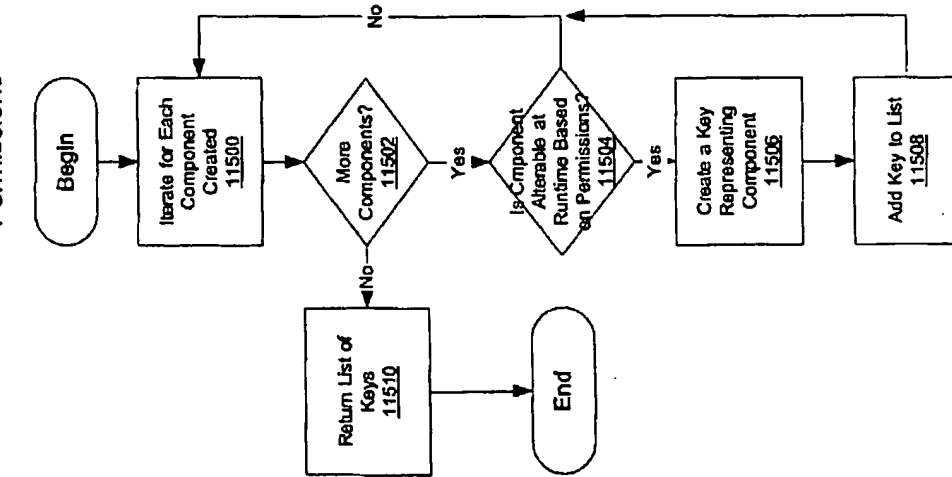 Begin
Iterate for Each
Component
Created
11500
More
Components?
11502
No
Yes
Is Cmponent
Alterable at
Runtime Based
on Permissions?
11504
No
Yes
Create a Key
Representing
Component
11506
Add Key to List
11508
Return List of
Keys
11510
End